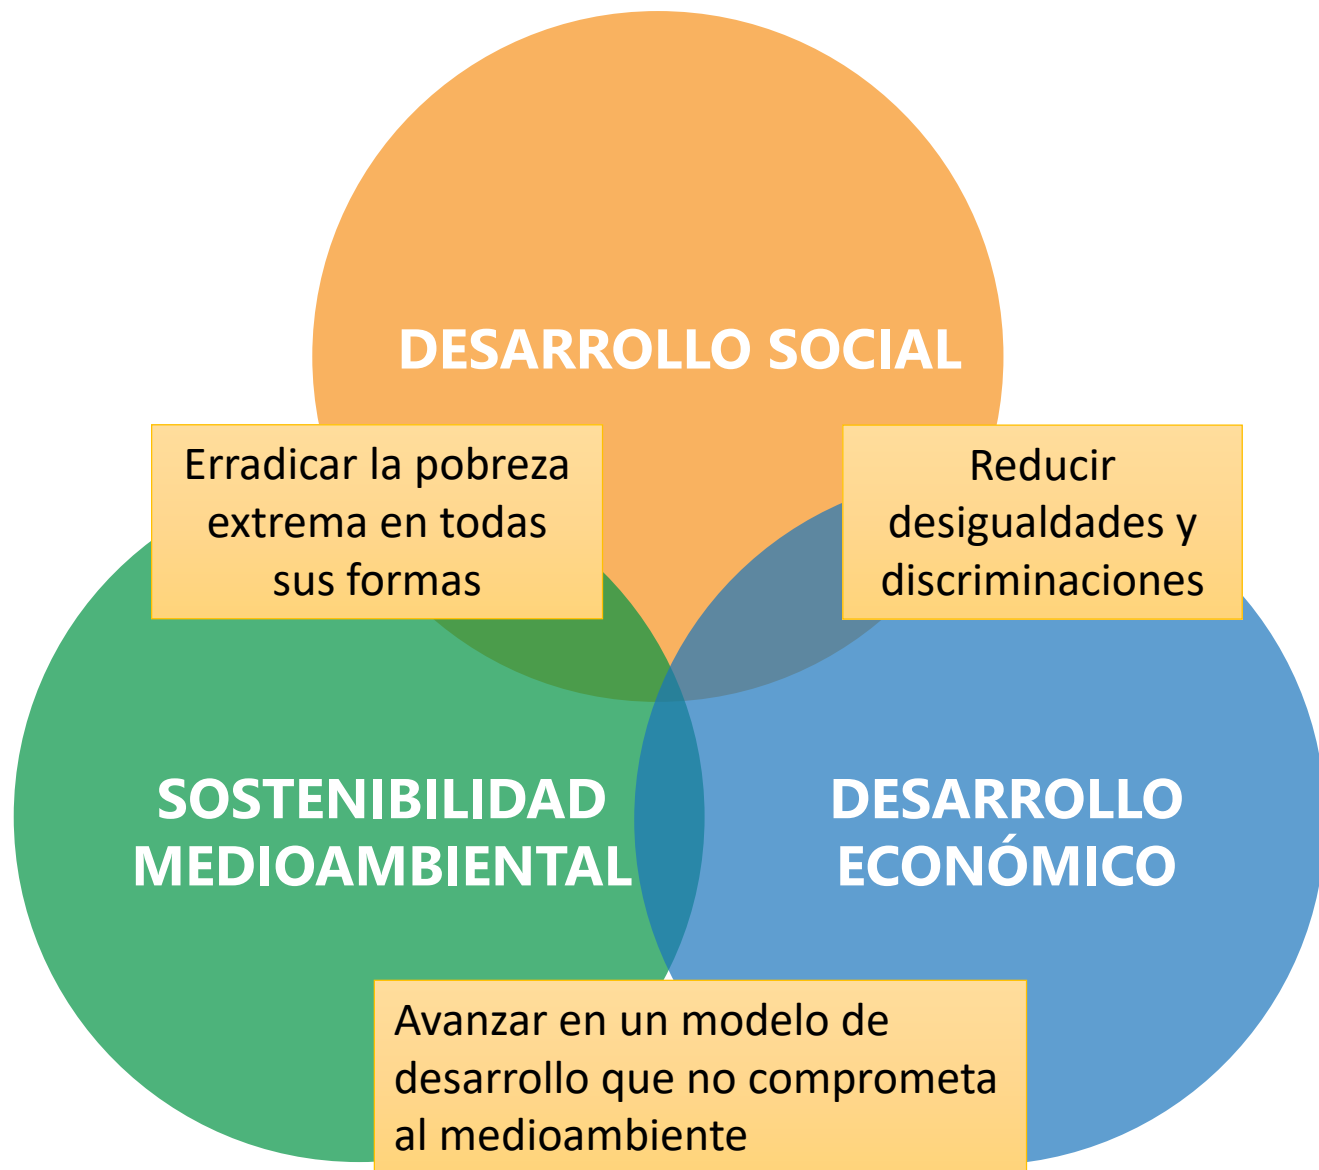 DESARROLLO SOCIAL
Erradicar la pobreza
extrema en todas
sus formas
Reducir
desigualdades y
discriminaciones
SOSTENIBILIDAD
MEDIOAMBIENTAL
DESARROLLO
ECONÓMICO
Avanzar en un modelo de
desarrollo que no comprometa
al medioambiente